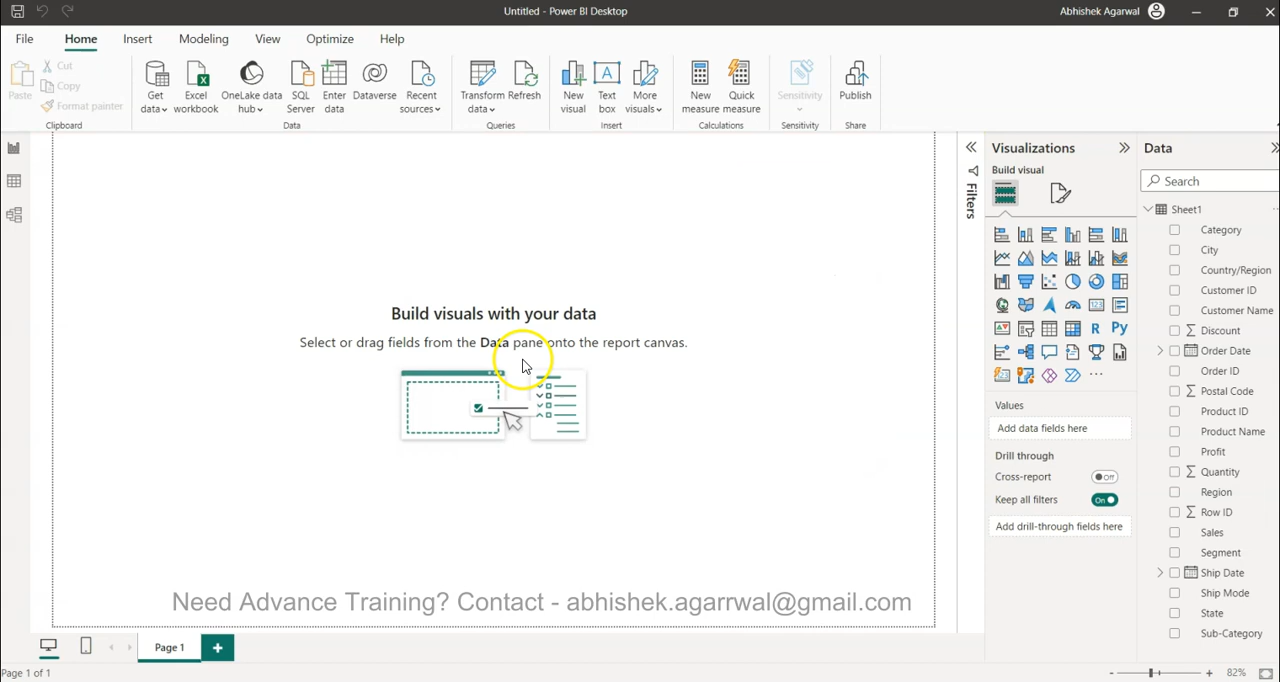 Untitled - Power BI Desktop
Abhishek Agarwal
File Home Insert Modeling View Optimize Help
Paste
Cut
Copy
Format painter
Clipboard
Get data
Excel workbook
OneLake data hub
SQL Server
Enter data
Dataverse
Recent sources
Data
Transform data
Refresh
Queries
New visual
Text box
More visuals
Insert
New measure
Quick measure
Calculations
Sensitivity
Sensitivity
Publish
Share
Build visuals with your data
Select or drag fields from the Data pane onto the report canvas.
Need Advance Training? Contact - abhishek.agarrwal@gmail.com
Filters
Visualizations
Build visual
R
Py
123
Values
Add data fields here
Drill through
Cross-report
Off
Keep all filters
On
Add drill-through fields here
Data
Search
Sheet1
Category
City
Country/Region
Customer ID
Customer Name
Discount
Order Date
Order ID
Postal Code
Product ID
Product Name
Profit
Quantity
Region
Row ID
Sales
Segment
Ship Date
Ship Mode
State
Sub-Category
Page 1
Page 1 of 1
82%